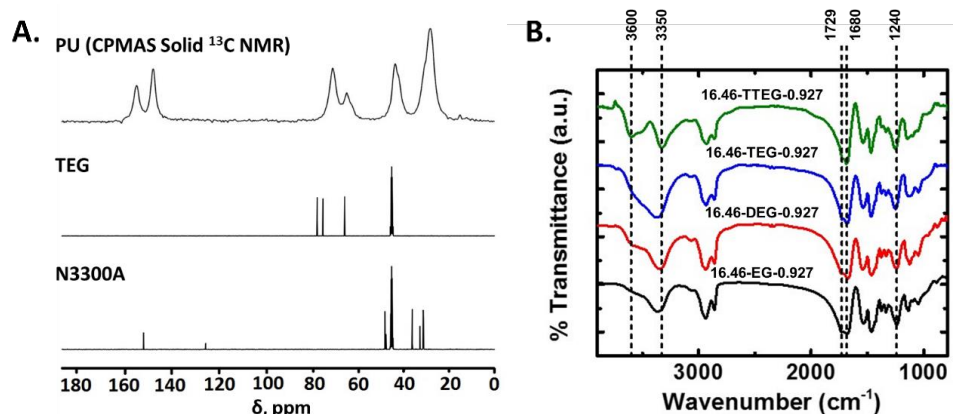 A.
PU (CPMAS Solid ¹³C NMR)
TEG
N3300A
180 160 140 120 100 80 60 40 20 0
δ, ppm
B.
3600 3350 1729 1680 1240
16.46-TTEG-0.927
16.46-TEG-0.927
16.46-DEG-0.927
16.46-EG-0.927
% Transmittance (a.u.)
3000 2000 1000
Wavenumber (cm⁻¹)